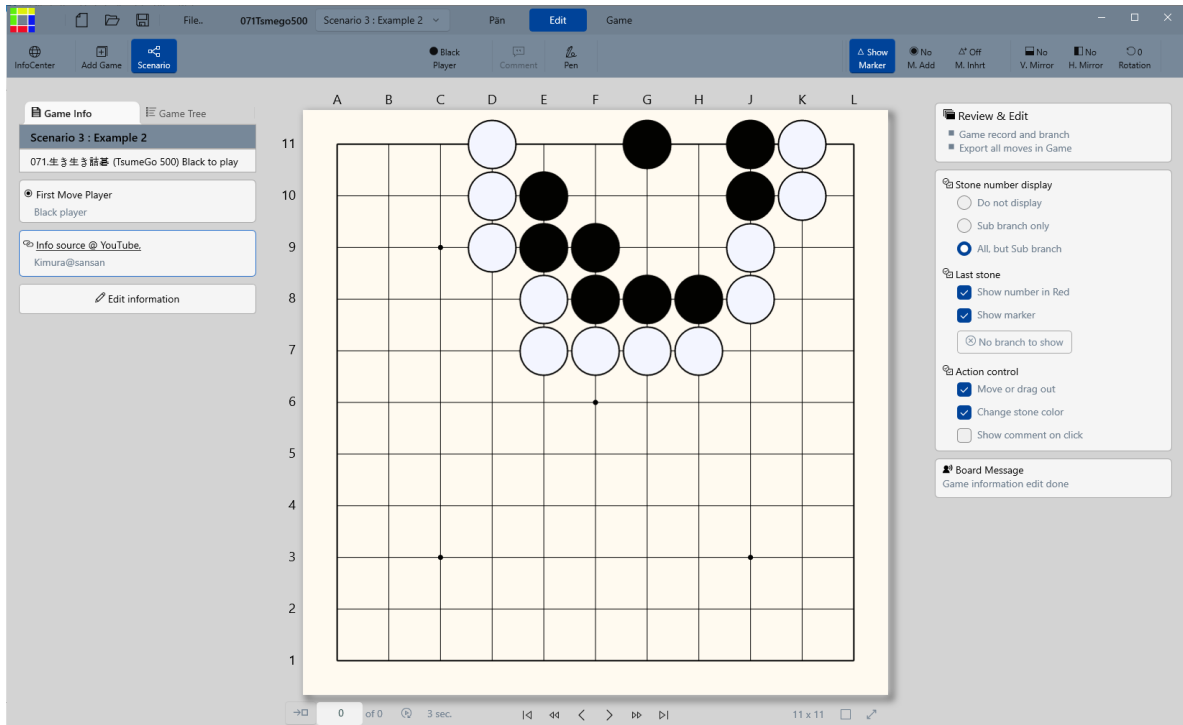 File..
071Tsmego500
Scenario 3 : Example 2
Pän
Edit
Game
InfoCenter
Add Game
Scenario
Black
Player
Comment
Pen
Show
Marker
No
M. Add
Off
M. Inhrt
No
V. Mirror
No
H. Mirror
0
Rotation
Game Info
Game Tree
Scenario 3 : Example 2
071.生き生き詰碁 (TsumeGo 500) Black to play
First Move Player
Black player
Info source @ YouTube.
Kimura@sansan
Edit information
A B C D E F G H J K L
11
10
9
8
7
6
5
4
3
2
1
0
of 0
3 sec.
11 x 11
Review & Edit
Game record and branch
Export all moves in Game
Stone number display
Do not display
Sub branch only
All, but Sub branch
Last stone
Show number in Red
Show marker
No branch to show
Action control
Move or drag out
Change stone color
Show comment on click
Board Message
Game information edit done